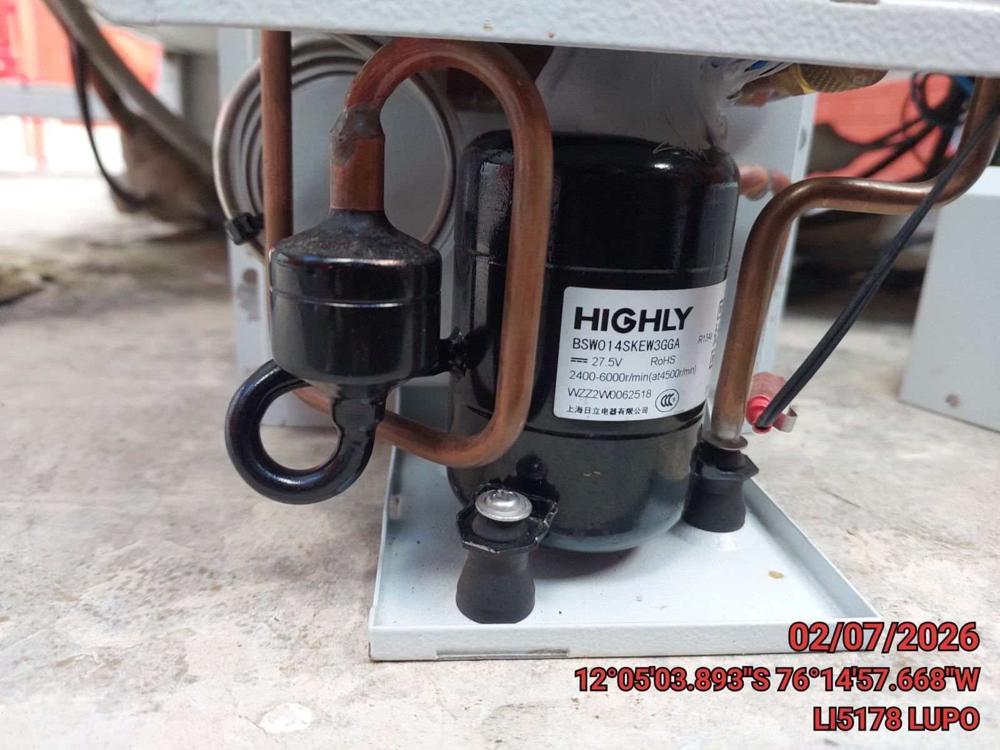 HIGHLY
BSW014SKEW3GGA
R134a
27.5V RoHS
2400-6000r/min(at4500r/min)
WZZ2W0062518
CCC S
上海日立电器有限公司
02/07/2026
12°05'03.893"S 76°14'57.668"W
LI5178 LUPO